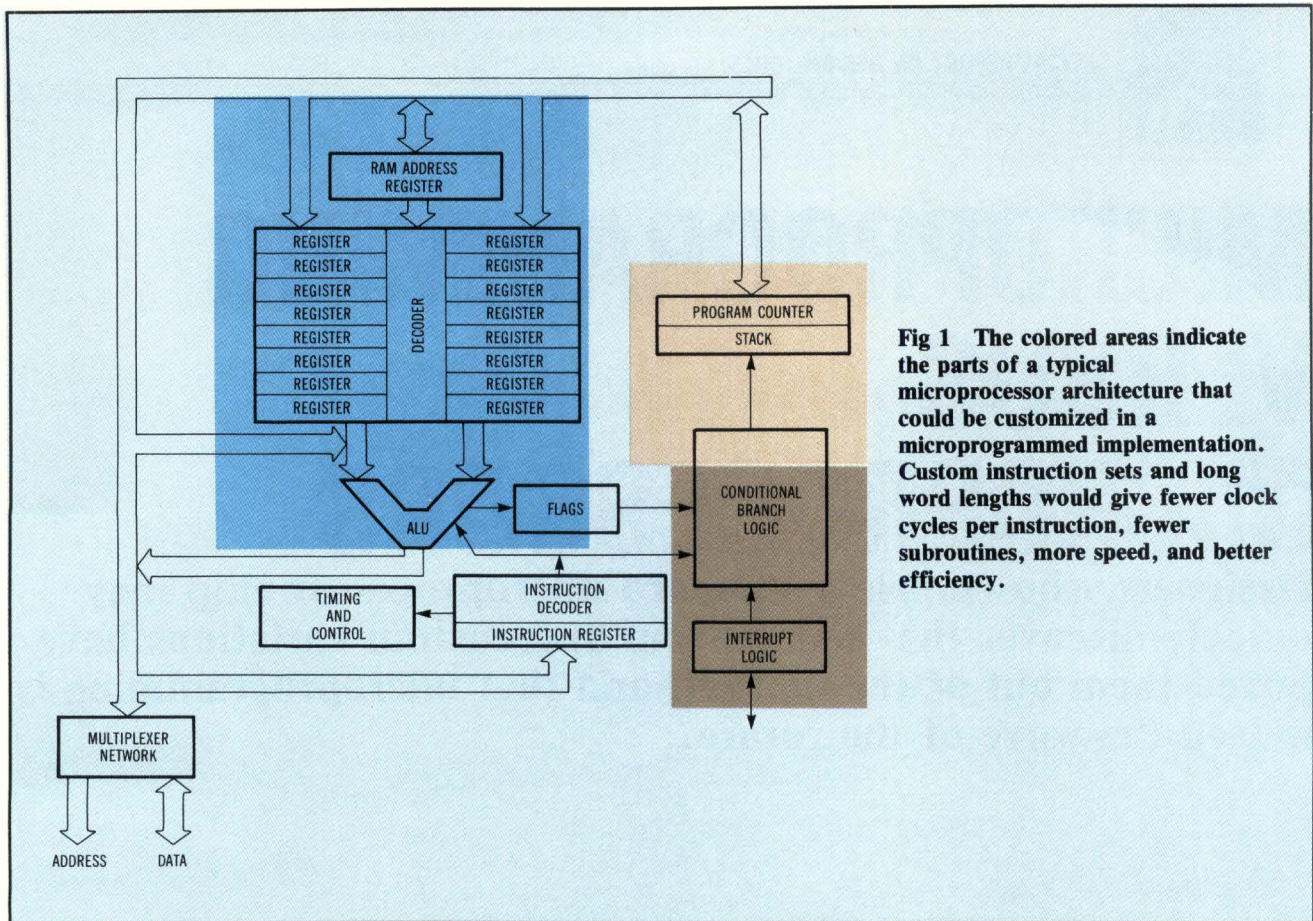 RAM ADDRESS
REGISTER
REGISTER
REGISTER
REGISTER
REGISTER
REGISTER
REGISTER
REGISTER
REGISTER
DECODER
REGISTER
REGISTER
REGISTER
REGISTER
REGISTER
REGISTER
REGISTER
REGISTER
ALU
FLAGS
PROGRAM COUNTER
STACK
CONDITIONAL
BRANCH
LOGIC
TIMING
AND
CONTROL
INSTRUCTION
DECODER
INSTRUCTION REGISTER
INTERRUPT
LOGIC
MULTIPLEXER
NETWORK
ADDRESS
DATA
Fig 1 The colored areas indicate
the parts of a typical
microprocessor architecture that
could be customized in a
microprogrammed implementation.
Custom instruction sets and long
word lengths would give fewer clock
cycles per instruction, fewer
subroutines, more speed, and better
efficiency.